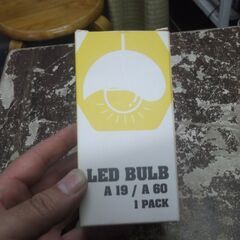 LED BULB
A 19 / A 60
1 PACK